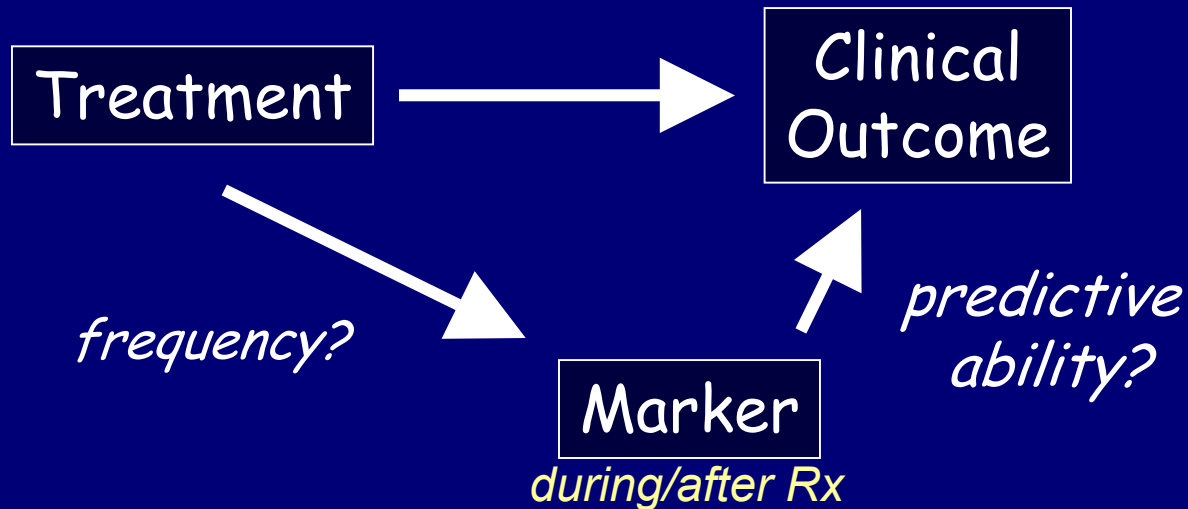 Treatment
Clinical
Outcome
frequency?
predictive
ability?
Marker
during/after Rx